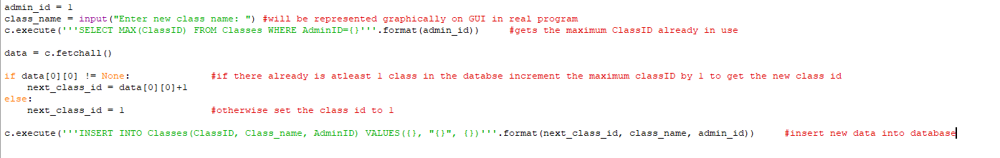 admin_id = 1
class_name = input("Enter new class name: ") #will be represented graphically on GUI in real program
c.execute('''SELECT MAX(ClassID) FROM Classes WHERE AdminID={}'''.format(admin_id)) #gets the maximum ClassID already in use
data = c.fetchall()
if data[0][0] != None: #if there already is atleast 1 class in the databse increment the maximum classID by 1 to get the new class id
next_class_id = data[0][0]+1
else:
next_class_id = 1 #otherwise set the class id to 1
c.execute('''INSERT INTO Classes(ClassID, Class_name, AdminID) VALUES({}, "{}", {})'''.format(next_class_id, class_name, admin_id)) #insert new data into database